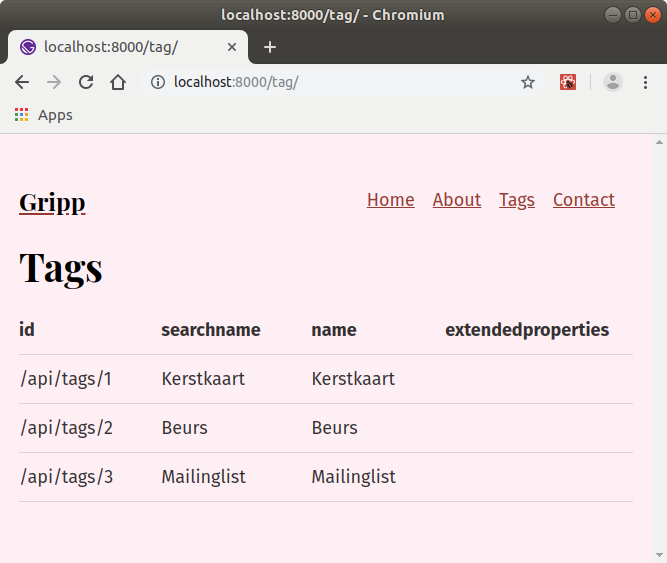 localhost:8000/tag/ - Chromium
localhost:8000/tag/
localhost:8000/tag/
Apps
Gripp Home About Tags Contact
Tags
id searchname name extendedproperties
/api/tags/1 Kerstkaart Kerstkaart
/api/tags/2 Beurs Beurs
/api/tags/3 Mailinglist Mailinglist